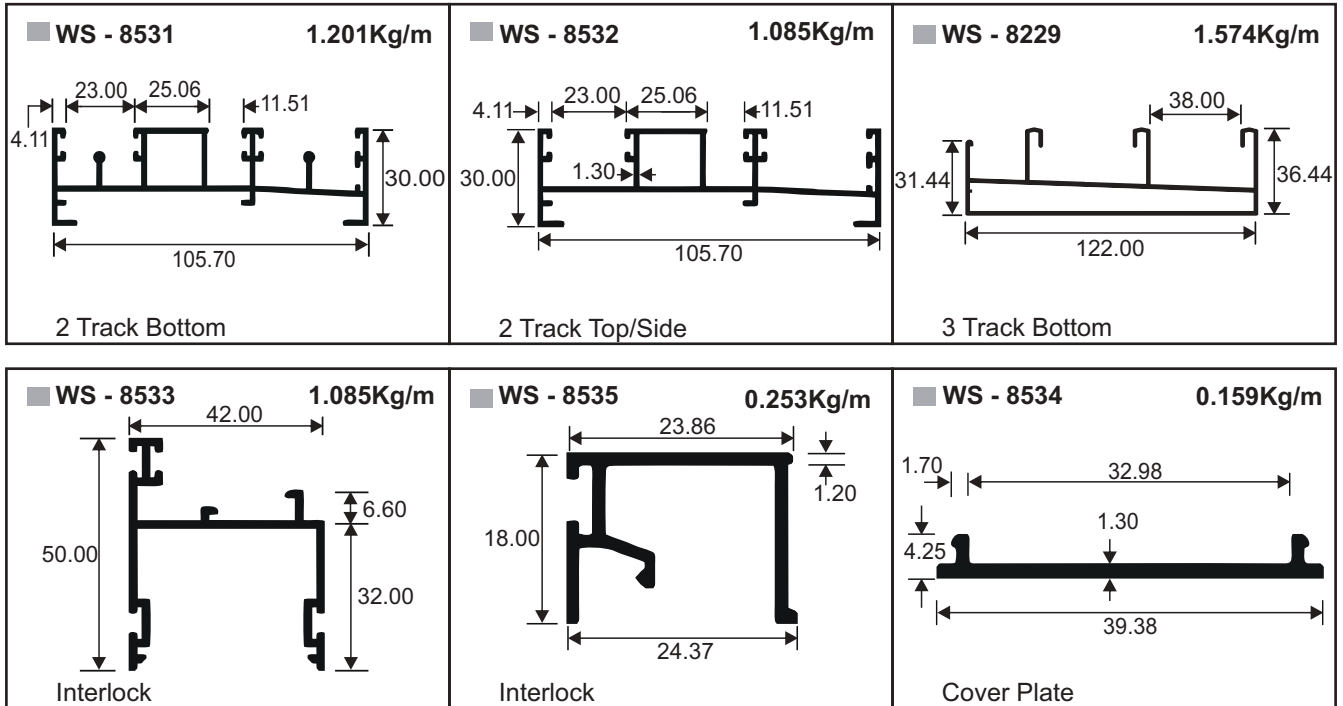 WS - 8531 1.201Kg/m
23.00 25.06 11.51
4.11
30.00
105.70
2 Track Bottom
WS - 8532 1.085Kg/m
4.11 23.00 25.06 11.51
1.30
30.00
105.70
2 Track Top/Side
WS - 8229 1.574Kg/m
38.00
31.44 36.44
122.00
3 Track Bottom
WS - 8533 1.085Kg/m
42.00
6.60
50.00
32.00
Interlock
WS - 8535 0.253Kg/m
23.86
1.20
18.00
24.37
Interlock
WS - 8534 0.159Kg/m
1.70 32.98
1.30
4.25
39.38
Cover Plate